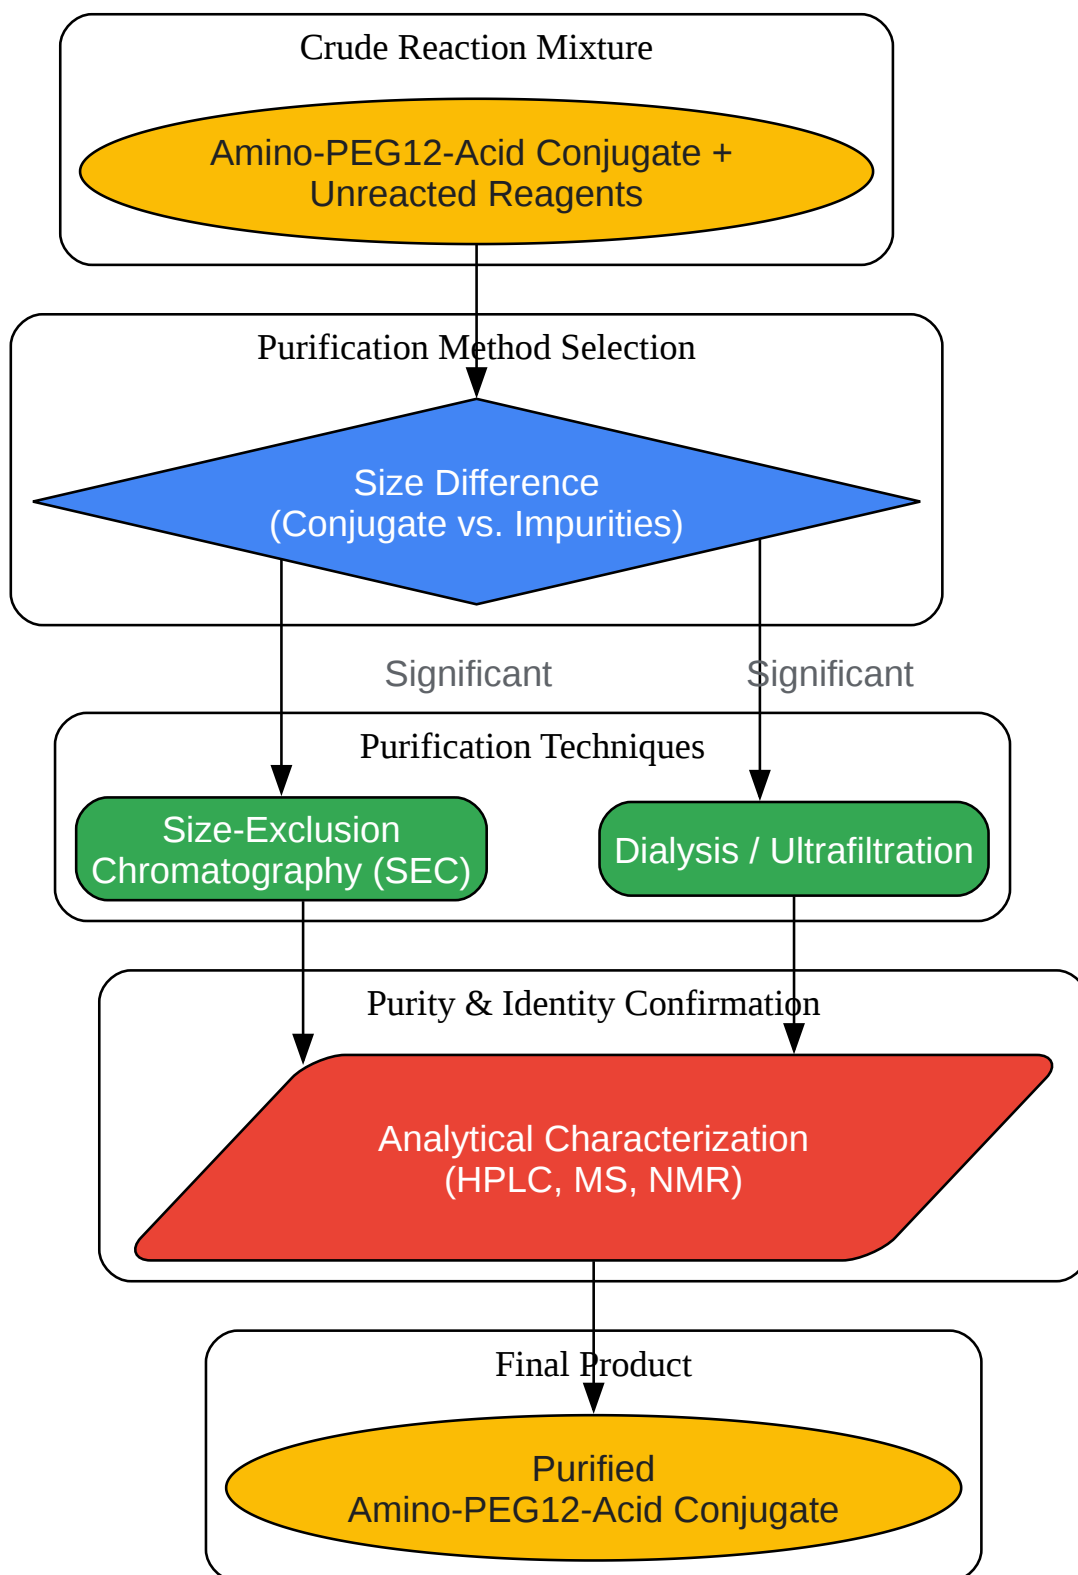 Crude Reaction Mixture
Amino-PEG12-Acid Conjugate +
Unreacted Reagents
Purification Method Selection
Size Difference
(Conjugate vs. Impurities)
Significant
Significant
Purification Techniques
Size-Exclusion
Chromatography (SEC)
Dialysis / Ultrafiltration
Purity & Identity Confirmation
Analytical Characterization
(HPLC, MS, NMR)
Final Product
Purified
Amino-PEG12-Acid Conjugate